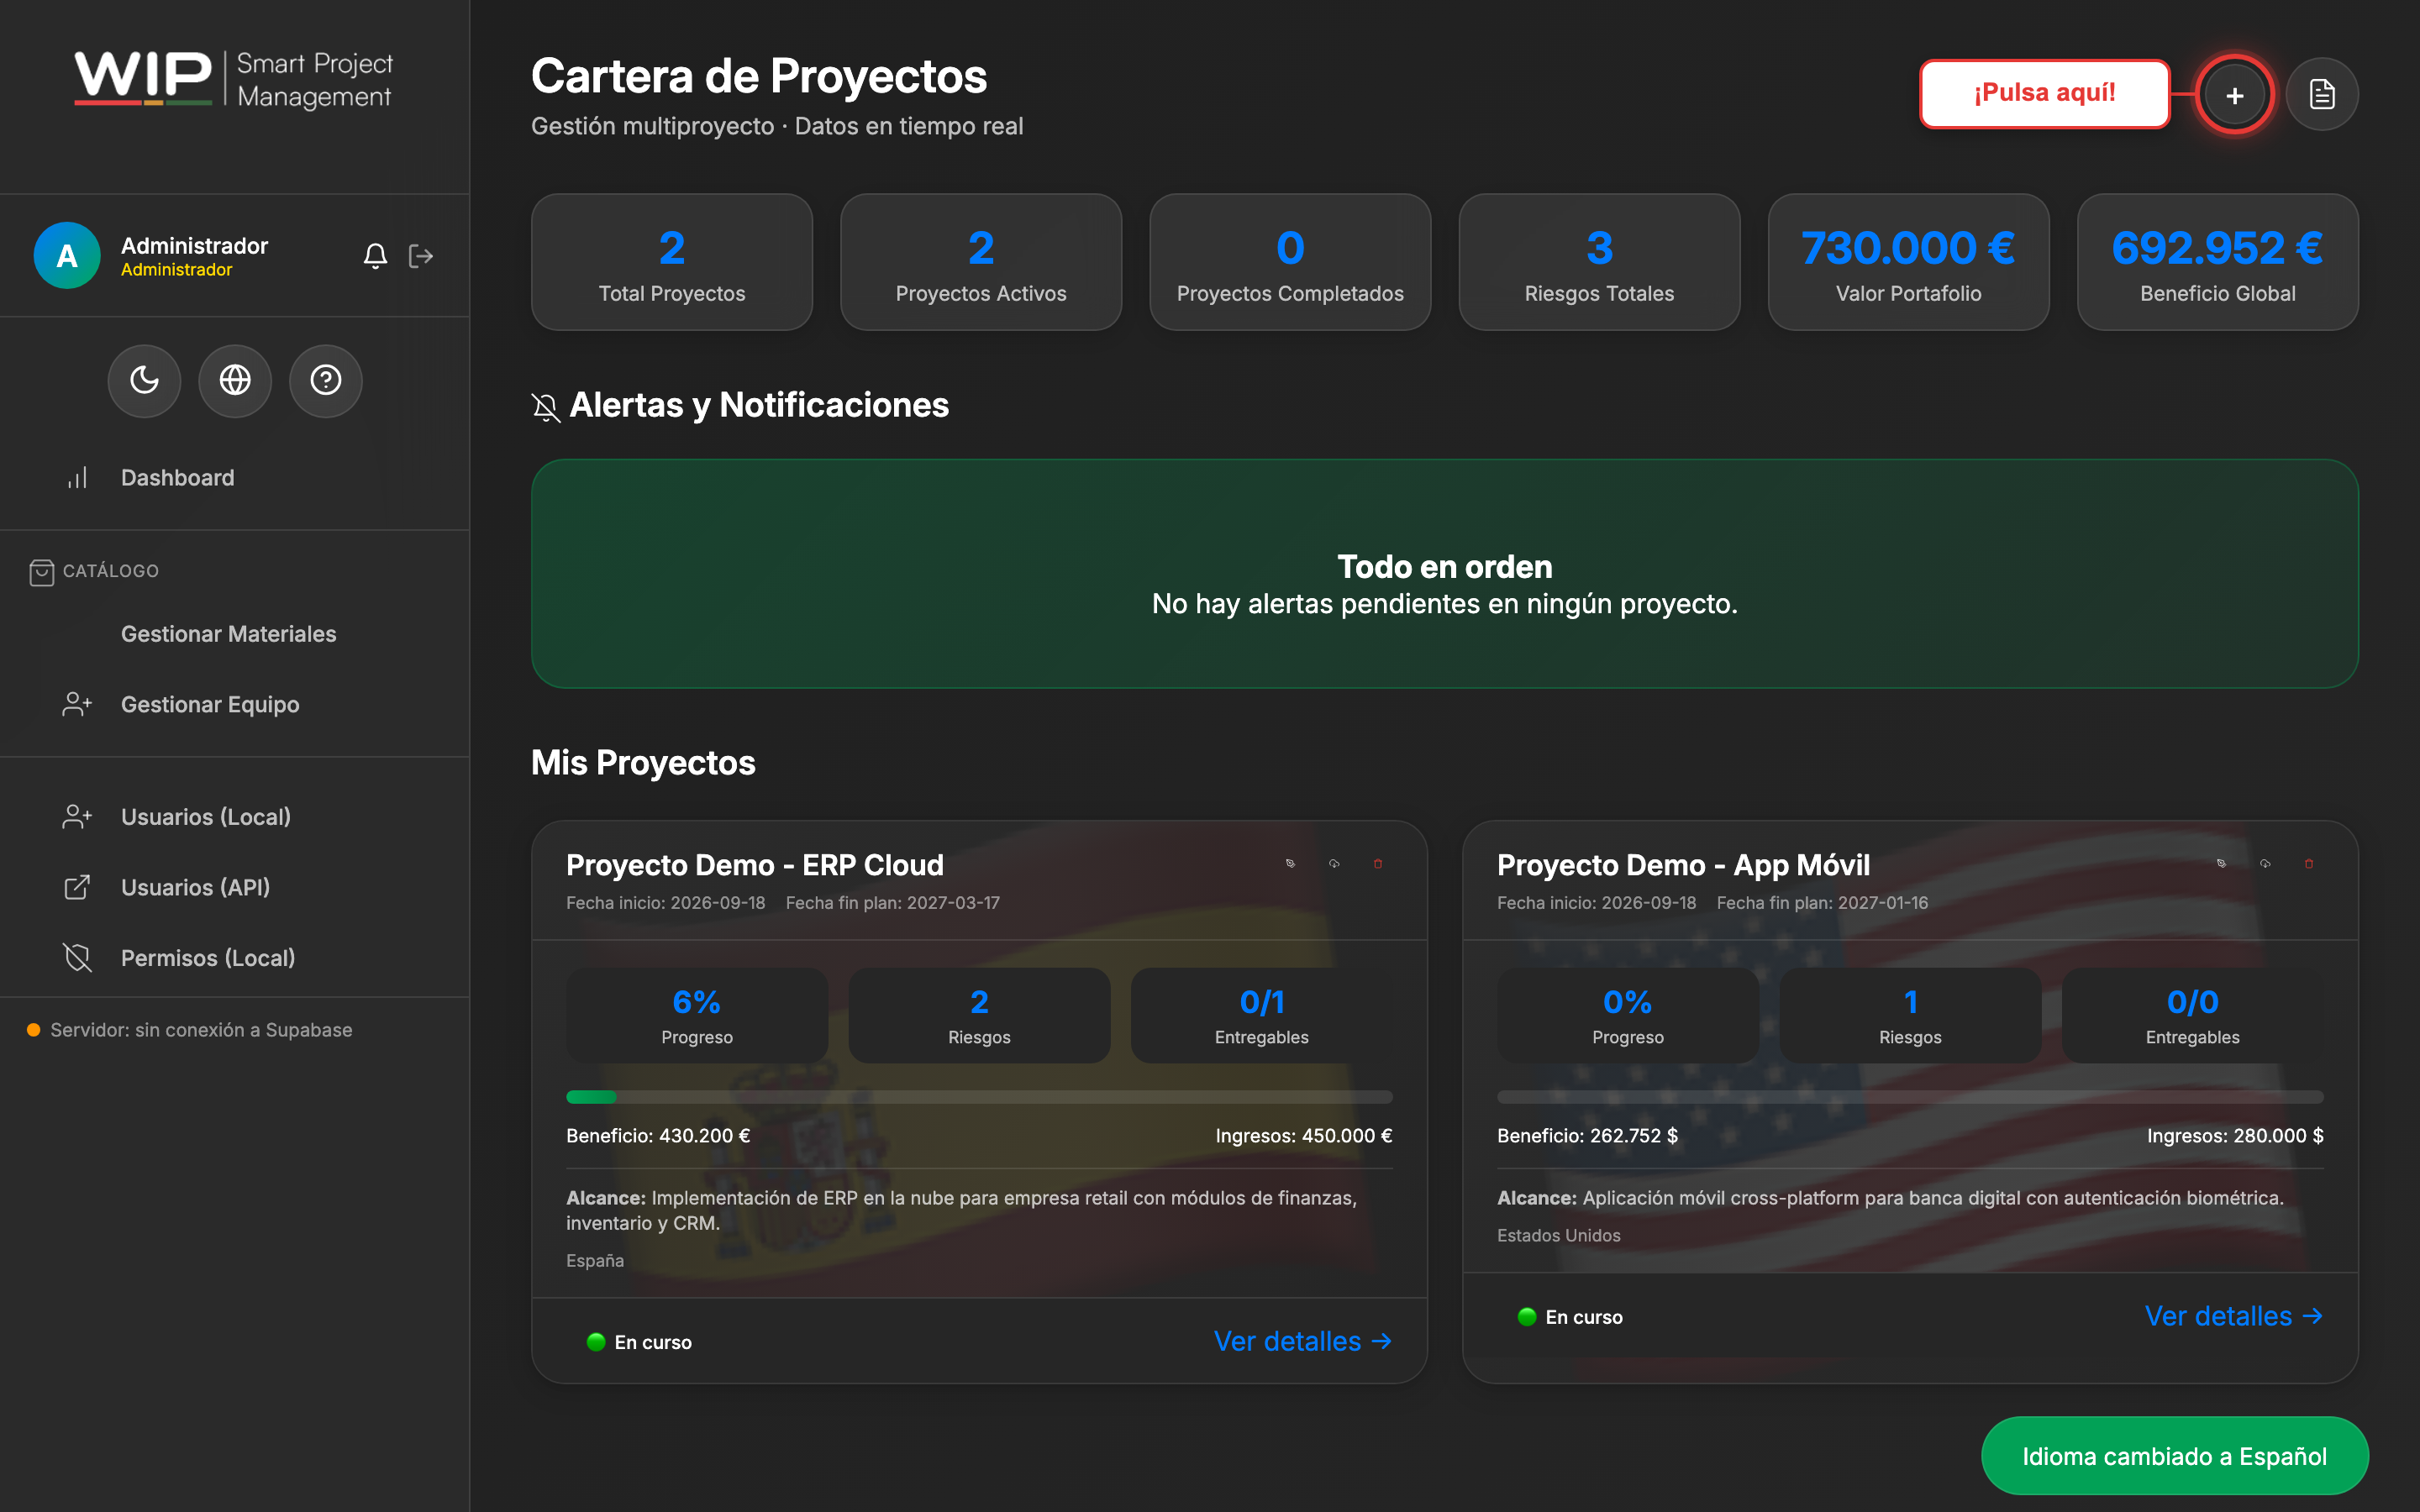 WIP
Smart Project
Management
A
Administrador
Administrador
Dashboard
CATÁLOGO
Gestionar Materiales
Gestionar Equipo
Usuarios (Local)
Usuarios (API)
Permisos (Local)
Servidor: sin conexión a Supabase
Cartera de Proyectos
Gestión multiproyecto · Datos en tiempo real
¡Pulsa aquí!
+
2
Total Proyectos
2
Proyectos Activos
0
Proyectos Completados
3
Riesgos Totales
730.000 €
Valor Portafolio
692.952 €
Beneficio Global
Alertas y Notificaciones
Todo en orden
No hay alertas pendientes en ningún proyecto.
Mis Proyectos
Proyecto Demo - ERP Cloud
Fecha inicio: 2026-09-18 Fecha fin plan: 2027-03-17
6%
Progreso
2
Riesgos
0/1
Entregables
Beneficio: 430.200 € Ingresos: 450.000 €
Alcance: Implementación de ERP en la nube para empresa retail con módulos de finanzas,
inventario y CRM.
España
En curso
Ver detalles →
Proyecto Demo - App Móvil
Fecha inicio: 2026-09-18 Fecha fin plan: 2027-01-16
0%
Progreso
1
Riesgos
0/0
Entregables
Beneficio: 262.752 $ Ingresos: 280.000 $
Alcance: Aplicación móvil cross-platform para banca digital con autenticación biométrica.
Estados Unidos
En curso
Ver detalles →
Idioma cambiado a Español